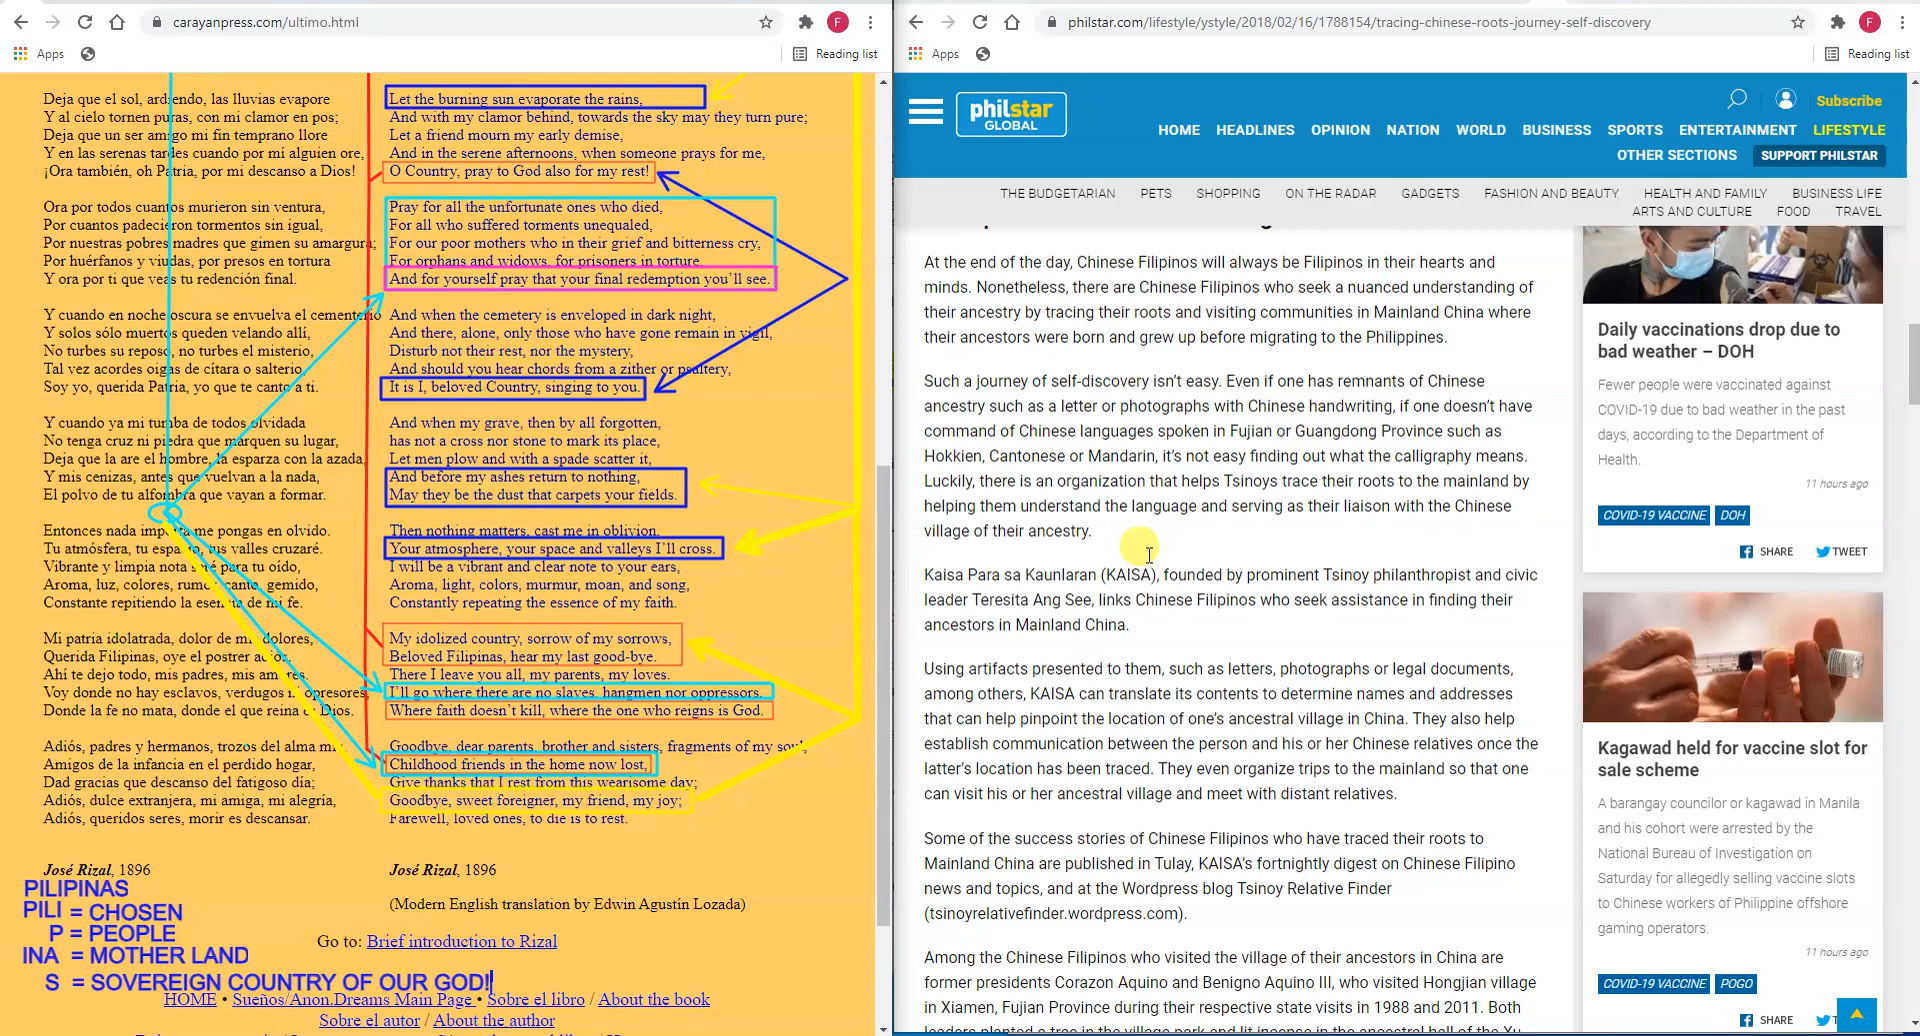 carayanpress.com/ultimo.html
Apps
Reading list
Deja que el sol, ardiendo, las lluvias evapore
Y al cielo tornen puras, con mi clamor en pos;
Deja que un ser amigo mi fin temprano llore
Y en las serenas tardes cuando por mí alguien ore,
¡Ora también, oh Patria, por mi descanso a Dios!
Ora por todos cuantos murieron sin ventura,
Por cuantos padecieron tormentos sin igual,
Por nuestras pobres madres que gimen su amargura;
Por huérfanos y viudas, por presos en tortura
Y ora por ti que veas tu redención final.
Y cuando en noche oscura se envuelva el cementerio
Y solos sólo muertos queden velando allí,
No turbes su reposo, no turbes el misterio,
Tal vez acordes oigas de cítara o salterio,
Soy yo, querida Patria, yo que te canto a ti.
Y cuando ya mi tumba de todos olvidada
No tenga cruz ni piedra que marquen su lugar,
Deja que la are el hombre, la esparza con la azada,
Y mis cenizas, antes que vuelvan a la nada,
El polvo de tu alfombra que vayan a formar.
Entonces nada importa me pongas en olvido.
Tu atmósfera, tu espacio, tus valles cruzaré.
Vibrante y limpia nota seré para tu oído,
Aroma, luz, colores, rumor, canto, gemido,
Constante repitiendo la esencia de mi fe.
Mi patria idolatrada, dolor de mis dolores,
Querida Filipinas, oye el postrer adiós.
Ahí te dejo todo, mis padres, mis amores.
Voy donde no hay esclavos, verdugos ni opresores,
Donde la fe no mata, donde el que reina es Dios.
Adiós, padres y hermanos, trozos del alma mía,
Amigos de la infancia en el perdido hogar,
Dad gracias que descanso del fatigoso día;
Adiós, dulce extranjera, mi amiga, mi alegría,
Adiós, queridos seres, morir es descansar.
José Rizal, 1896
Let the burning sun evaporate the rains,
And with my clamor behind, towards the sky may they turn pure;
Let a friend mourn my early demise,
And in the serene afternoons, when someone prays for me,
O Country, pray to God also for my rest!
Pray for all the unfortunate ones who died,
For all who suffered torments unequaled,
For our poor mothers who in their grief and bitterness cry,
For orphans and widows, for prisoners in torture.
And for yourself pray that your final redemption you'll see.
And when the cemetery is enveloped in dark night,
And there, alone, only those who have gone remain in vigil,
Disturb not their rest, nor the mystery,
And should you hear chords from a zither or psaltery,
It is I, beloved Country, singing to you.
And when my grave, then by all forgotten,
has not a cross nor stone to mark its place,
Let men plow and with a spade scatter it,
And before my ashes return to nothing,
May they be the dust that carpets your fields.
Then nothing matters, cast me in oblivion.
Your atmosphere, your space and valleys I'll cross.
I will be a vibrant and clear note to your ears,
Aroma, light, colors, murmur, moan, and song,
Constantly repeating the essence of my faith.
My idolized country, sorrow of my sorrows,
Beloved Filipinas, hear my last good-bye.
There I leave you all, my parents, my loves.
I'll go where there are no slaves, hangmen nor oppressors.
Where faith doesn't kill, where the one who reigns is God.
Goodbye, dear parents, brother and sisters, fragments of my soul,
Childhood friends in the home now lost,
Give thanks that I rest from this wearisome day;
Goodbye, sweet foreigner, my friend, my joy;
Farewell, loved ones, to die is to rest.
José Rizal, 1896
(Modern English translation by Edwin Agustín Lozada)
PILIPINAS
PILI = CHOSEN
P = PEOPLE
INA = MOTHER LAND
S = SOVEREIGN COUNTRY OF OUR GOD!
Go to: Brief introduction to Rizal
HOME • Sueños/Anon.Dreams Main Page • Sobre el libro / About the book
Sobre el autor / About the author
philstar.com/lifestyle/ystyle/2018/02/16/1788154/tracing-chinese-roots-journey-self-discovery
Apps
Reading list
philstar
GLOBAL
Subscribe
HOME HEADLINES OPINION NATION WORLD BUSINESS SPORTS ENTERTAINMENT LIFESTYLE
OTHER SECTIONS SUPPORT PHILSTAR
THE BUDGETARIAN PETS SHOPPING ON THE RADAR GADGETS FASHION AND BEAUTY HEALTH AND FAMILY BUSINESS LIFE
ARTS AND CULTURE FOOD TRAVEL
At the end of the day, Chinese Filipinos will always be Filipinos in their hearts and
minds. Nonetheless, there are Chinese Filipinos who seek a nuanced understanding of
their ancestry by tracing their roots and visiting communities in Mainland China where
their ancestors were born and grew up before migrating to the Philippines.
Such a journey of self-discovery isn't easy. Even if one has remnants of Chinese
ancestry such as a letter or photographs with Chinese handwriting, if one doesn't have
command of Chinese languages spoken in Fujian or Guangdong Province such as
Hokkien, Cantonese or Mandarin, it's not easy finding out what the calligraphy means.
Luckily, there is an organization that helps Tsinoys trace their roots to the mainland by
helping them understand the language and serving as their liaison with the Chinese
village of their ancestry.
Kaisa Para sa Kaunlaran (KAISA), founded by prominent Tsinoy philanthropist and civic
leader Teresita Ang See, links Chinese Filipinos who seek assistance in finding their
ancestors in Mainland China.
Using artifacts presented to them, such as letters, photographs or legal documents,
among others, KAISA can translate its contents to determine names and addresses
that can help pinpoint the location of one's ancestral village in China. They also help
establish communication between the person and his or her Chinese relatives once the
latter's location has been traced. They even organize trips to the mainland so that one
can visit his or her ancestral village and meet with distant relatives.
Some of the success stories of Chinese Filipinos who have traced their roots to
Mainland China are published in Tulay, KAISA's fortnightly digest on Chinese Filipino
news and topics, and at the Wordpress blog Tsinoy Relative Finder
(tsinoyrelativefinder.wordpress.com).
Among the Chinese Filipinos who visited the village of their ancestors in China are
former presidents Corazon Aquino and Benigno Aquino III, who visited Hongjian village
in Xiamen, Fujian Province during their respective state visits in 1988 and 2011. Both
leaders planted a tree in the village park and lit incense in the ancestral hall of the Xu
Daily vaccinations drop due to
bad weather – DOH
Fewer people were vaccinated against
COVID-19 due to bad weather in the past
days, according to the Department of
Health.
11 hours ago
COVID-19 VACCINE DOH
SHARE TWEET
Kagawad held for vaccine slot for
sale scheme
A barangay councilor or kagawad in Manila
and his cohort were arrested by the
National Bureau of Investigation on
Saturday for allegedly selling vaccine slots
to Chinese workers of Philippine offshore
gaming operators.
11 hours ago
COVID-19 VACCINE POGO
SHARE